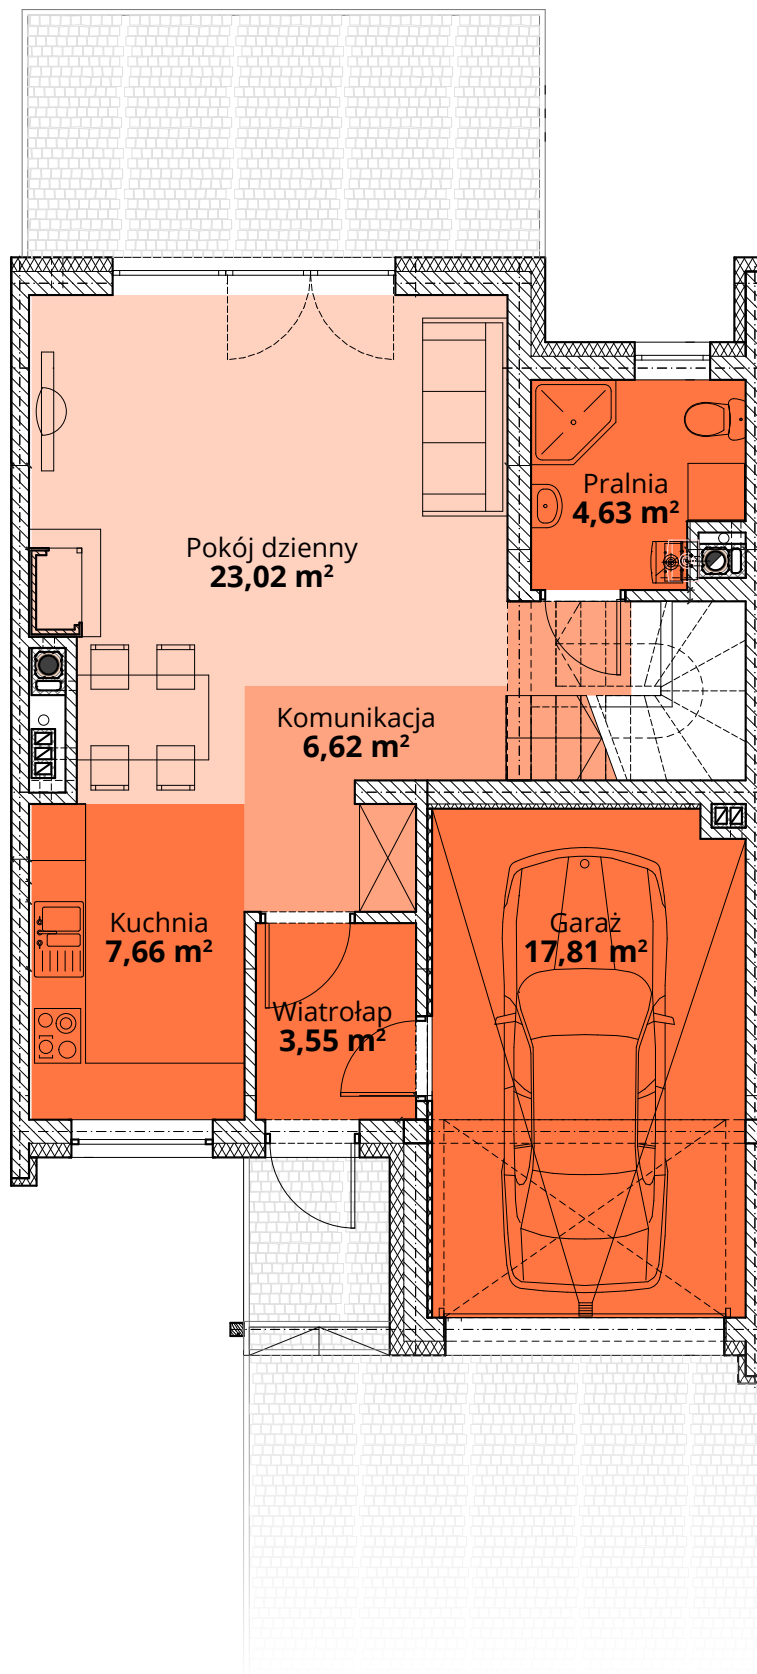 Pralnia
4,63 m²
Pokój dzienny
23,02 m²
Komunikacja
6,62 m²
Kuchnia
7,66 m²
Garaż
17,81 m²
Wiatrołap
3,55 m²